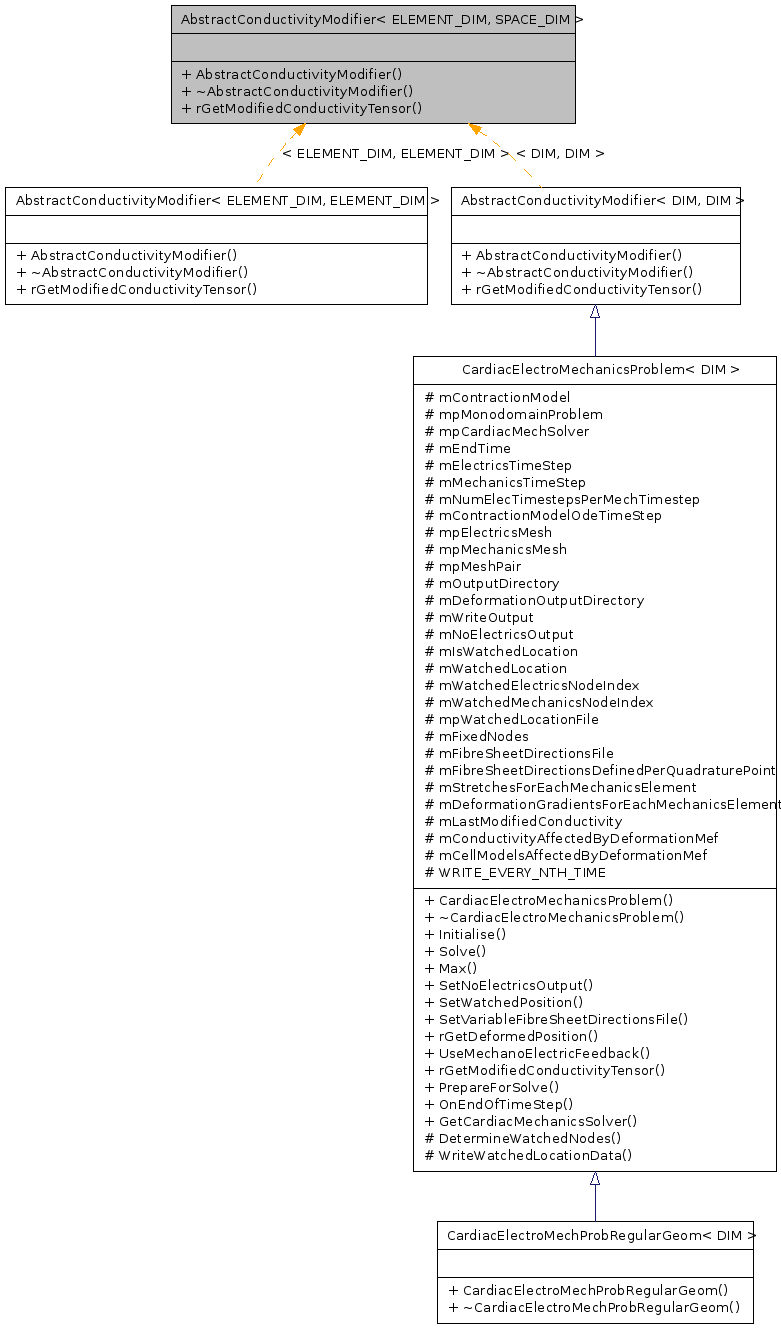 AbstractConductivityModifier< ELEMENT_DIM, SPACE_DIM >
+ AbstractConductivityModifier()
+ ~AbstractConductivityModifier()
+ rGetModifiedConductivityTensor()
< ELEMENT_DIM, ELEMENT_DIM >
< DIM, DIM >
AbstractConductivityModifier< ELEMENT_DIM, ELEMENT_DIM >
+ AbstractConductivityModifier()
+ ~AbstractConductivityModifier()
+ rGetModifiedConductivityTensor()
AbstractConductivityModifier< DIM, DIM >
+ AbstractConductivityModifier()
+ ~AbstractConductivityModifier()
+ rGetModifiedConductivityTensor()
CardiacElectroMechanicsProblem< DIM >
# mContractionModel
# mpMonodomainProblem
# mpCardiacMechSolver
# mEndTime
# mElectricsTimeStep
# mMechanicsTimeStep
# mNumElecTimestepsPerMechTimestep
# mContractionModelOdeTimeStep
# mpElectricsMesh
# mpMechanicsMesh
# mpMeshPair
# mOutputDirectory
# mDeformationOutputDirectory
# mWriteOutput
# mNoElectricsOutput
# mIsWatchedLocation
# mWatchedLocation
# mWatchedElectricsNodeIndex
# mWatchedMechanicsNodeIndex
# mpWatchedLocationFile
# mFixedNodes
# mFibreSheetDirectionsFile
# mFibreSheetDirectionsDefinedPerQuadraturePoint
# mStretchesForEachMechanicsElement
# mDeformationGradientsForEachMechanicsElement
# mLastModifiedConductivity
# mConductivityAffectedByDeformationMef
# mCellModelsAffectedByDeformationMef
# WRITE_EVERY_NTH_TIME
+ CardiacElectroMechanicsProblem()
+ ~CardiacElectroMechanicsProblem()
+ Initialise()
+ Solve()
+ Max()
+ SetNoElectricsOutput()
+ SetWatchedPosition()
+ SetVariableFibreSheetDirectionsFile()
+ rGetDeformedPosition()
+ UseMechanoElectricFeedback()
+ rGetModifiedConductivityTensor()
+ PrepareForSolve()
+ OnEndOfTimeStep()
+ GetCardiacMechanicsSolver()
# DetermineWatchedNodes()
# WriteWatchedLocationData()
CardiacElectroMechProbRegularGeom< DIM >
+ CardiacElectroMechProbRegularGeom()
+ ~CardiacElectroMechProbRegularGeom()